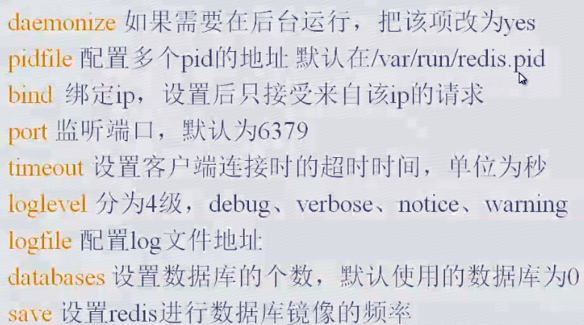 daemonize 如果需要在后台运行，把该项改为yes
pidfile 配置多个pid的地址 默认在/var/run/redis.pid
bind 绑定ip，设置后只接受来自该ip的请求
port 监听端口，默认为6379
timeout 设置客户端连接时的超时时间，单位为秒
loglevel 分为4级，debug、verbose、notice、warning
logfile 配置log文件地址
databases 设置数据库的个数，默认使用的数据库为0
save 设置redis进行数据库镜像的频率